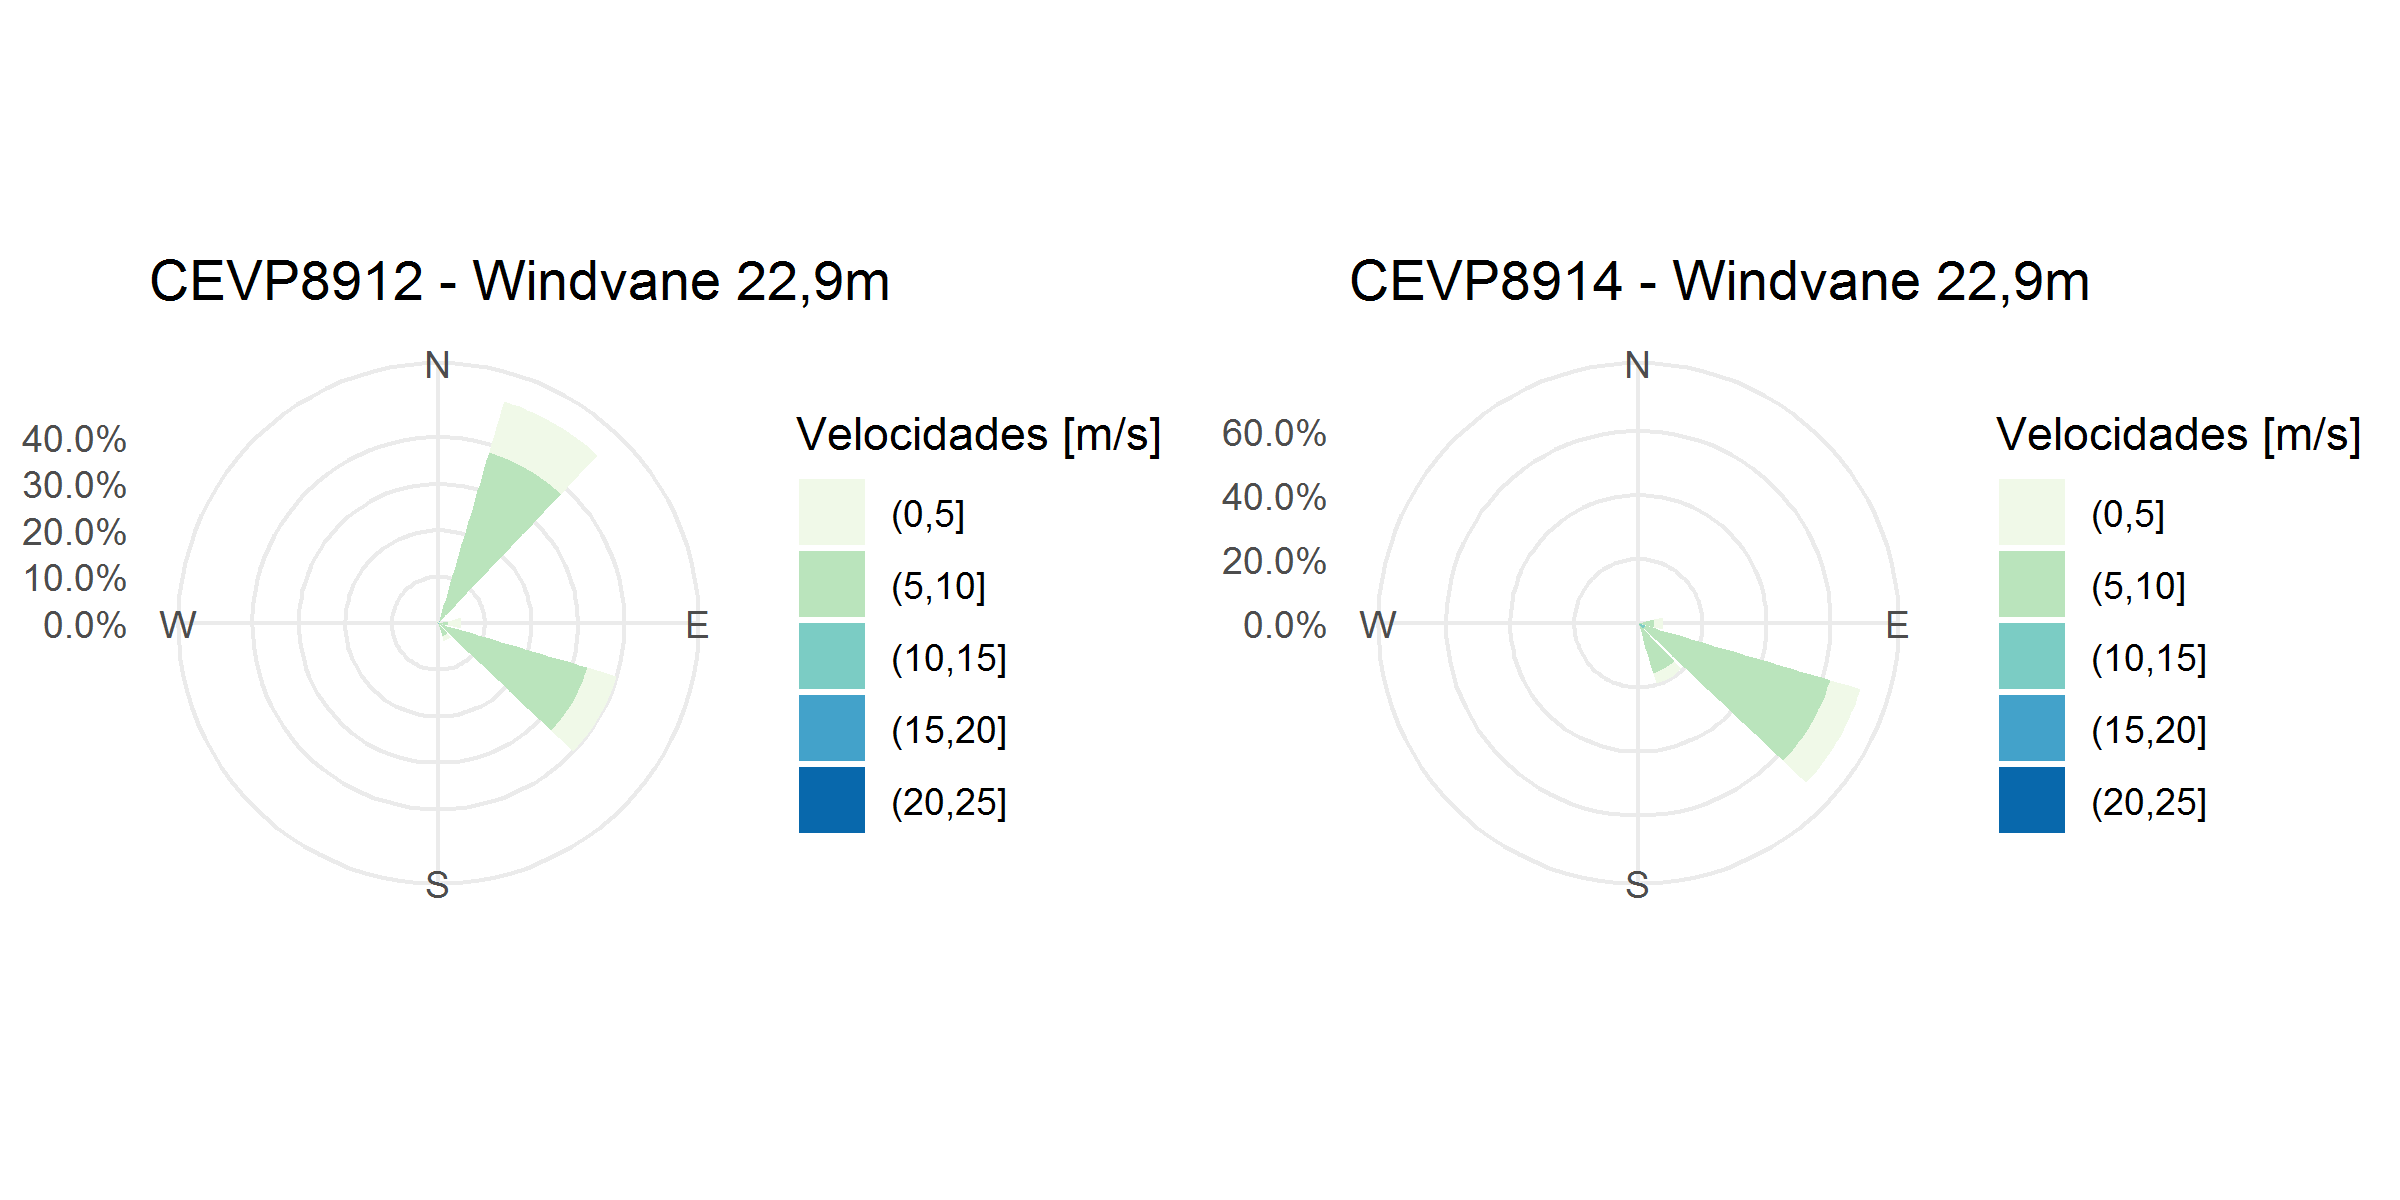 CEVP8912 - Windvane 22,9m
N
40.0%
30.0%
20.0%
10.0%
0.0%
W
E
S
Velocidades [m/s]
(0,5]
(5,10]
(10,15]
(15,20]
(20,25]
CEVP8914 - Windvane 22,9m
N
60.0%
40.0%
20.0%
0.0%
W
E
S
Velocidades [m/s]
(0,5]
(5,10]
(10,15]
(15,20]
(20,25]